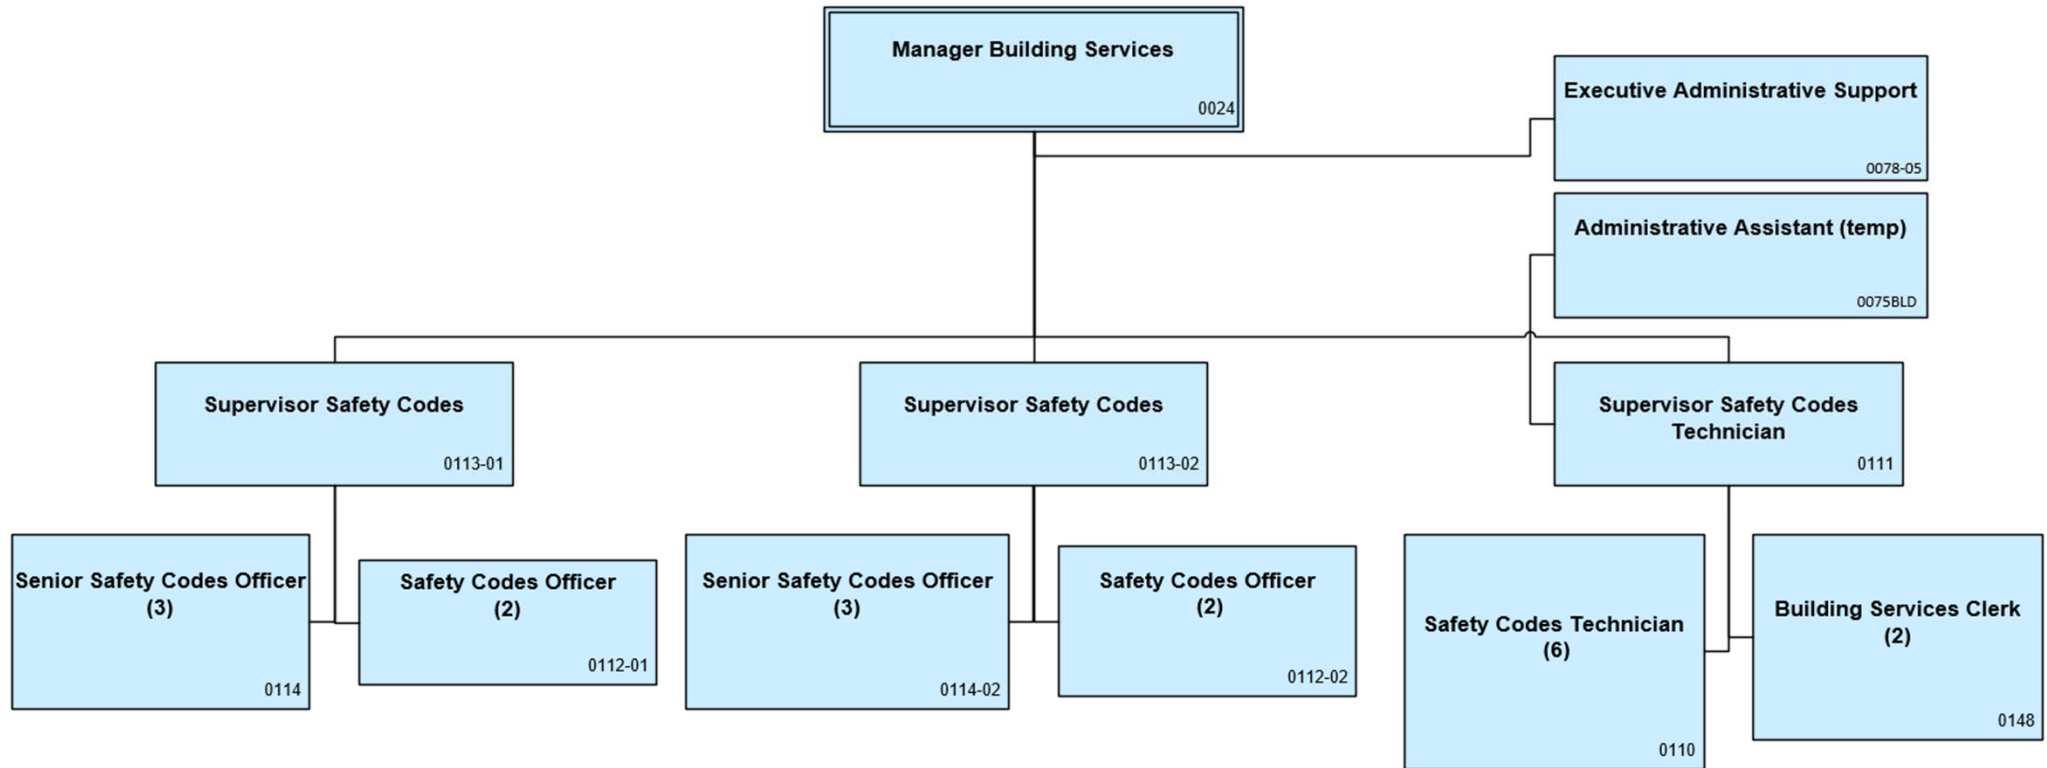 Manager Building Services
0024
Executive Administrative Support
0078-05
Administrative Assistant (temp)
0075BLD
Supervisor Safety Codes
0113-01
Supervisor Safety Codes
0113-02
Supervisor Safety Codes
Technician
0111
Senior Safety Codes Officer
(3)
0114
Safety Codes Officer
(2)
0112-01
Senior Safety Codes Officer
(3)
0114-02
Safety Codes Officer
(2)
0112-02
Safety Codes Technician
(6)
0110
Building Services Clerk
(2)
0148